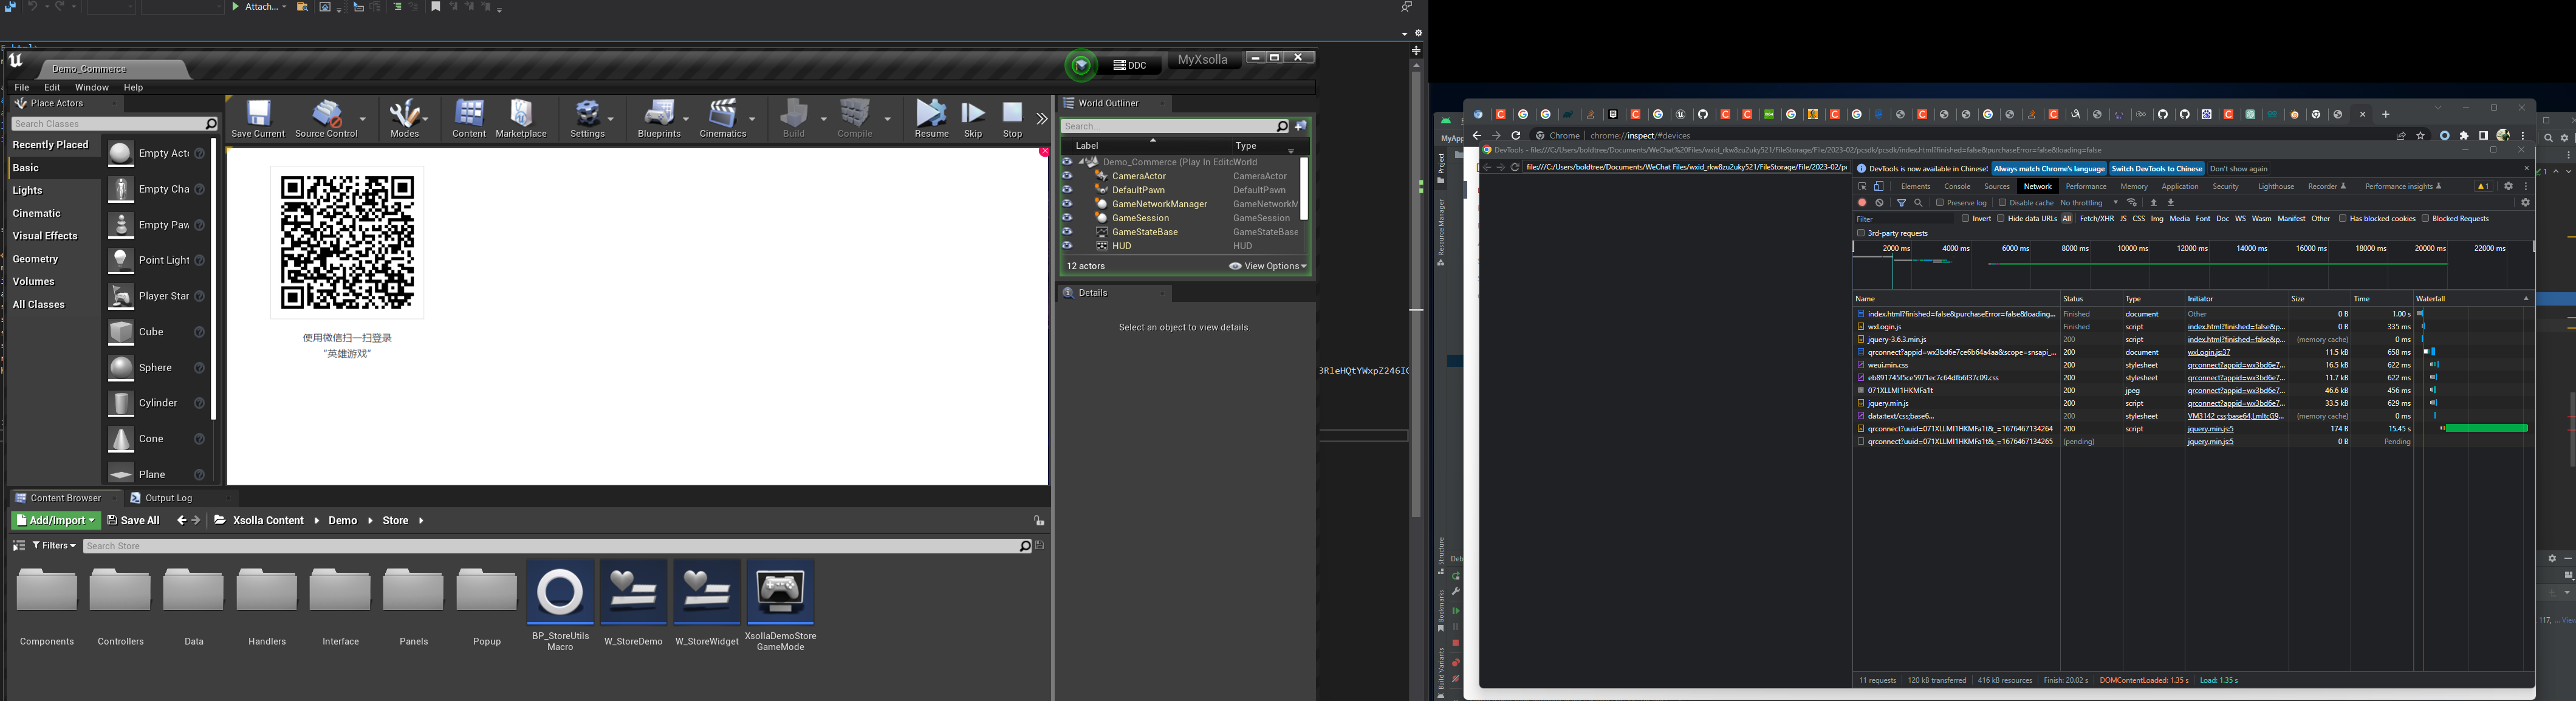 Attach...
Demo_Commerce
DDC
MyXsolla
File Edit Window Help
Place Actors
Search Classes
Recently Placed
Basic
Lights
Cinematic
Visual Effects
Geometry
Volumes
All Classes
Empty Acto
Empty Cha
Empty Paw
Point Light
Player Star
Cube
Sphere
Cylinder
Cone
Plane
Save Current
Source Control
Modes
Content
Marketplace
Settings
Blueprints
Cinematics
Build
Compile
Resume
Skip
Stop
使用微信扫一扫登录
“英雄游戏”
World Outliner
Search...
Label Type
Demo_Commerce (Play In Edito World
CameraActor CameraActor
DefaultPawn DefaultPawn
GameNetworkManager GameNetworkM
GameSession GameSession
GameStateBase GameStateBase
HUD HUD
12 actors View Options
Details
Select an object to view details.
3RleHQtYWxpZ246IG
Content Browser Output Log
Add/Import Save All Xsolla Content Demo Store
Filters Search Store
Components
Controllers
Data
Handlers
Interface
Panels
Popup
BP_StoreUtils
Macro
W_StoreDemo
W_StoreWidget
XsollaDemoStore
GameMode
MyApp
Project
Resource Manager
Structure
Bookmarks
Build Variants
Deb
Chrome | chrome://inspect/#devices
DevTools - file:///C:/Users/boldtree/Documents/WeChat%20Files/wxid_rkw8zu2uky521/FileStorage/File/2023-02/pcsdk/pcsdk/index.html?finished=false&purchaseError=false&loading=false
file:///C:/Users/boldtree/Documents/WeChat Files/wxid_rkw8zu2uky521/FileStorage/File/2023-02/pc
DevTools is now available in Chinese! Always match Chrome's language Switch DevTools to Chinese Don't show again
Elements Console Sources Network Performance Memory Application Security Lighthouse Recorder Performance insights 1
Preserve log Disable cache No throttling
Filter Invert Hide data URLs All Fetch/XHR JS CSS Img Media Font Doc WS Wasm Manifest Other Has blocked cookies Blocked Requests
3rd-party requests
2000 ms 4000 ms 6000 ms 8000 ms 10000 ms 12000 ms 14000 ms 16000 ms 18000 ms 20000 ms 22000 ms
Name Status Type Initiator Size Time Waterfall
index.html?finished=false&purchaseError=false&loading... Finished document Other 0 B 1.00 s
wxLogin.js Finished script index.html?finished=false&p... 0 B 335 ms
jquery-3.6.3.min.js 200 script index.html?finished=false&p... (memory cache) 0 ms
qrconnect?appid=wx3bd6e7ce6b64a4aa&scope=snsapi_... 200 document wxLogin.js:37 11.5 kB 658 ms
weui.min.css 200 stylesheet qrconnect?appid=wx3bd6e7... 16.5 kB 622 ms
eb891745f5ce5971ec7c64dfb6f37c09.css 200 stylesheet qrconnect?appid=wx3bd6e7... 11.7 kB 622 ms
071XLLMI1HKMFa1t 200 jpeg qrconnect?appid=wx3bd6e7... 46.6 kB 456 ms
jquery.min.js 200 script qrconnect?appid=wx3bd6e7... 33.5 kB 629 ms
data:text/css;base6... 200 stylesheet VM3142 css;base64,LmltcG9... (memory cache) 0 ms
qrconnect?uuid=071XLLMI1HKMFa1t&_=1676467134264 200 script jquery.min.js:5 174 B 15.45 s
qrconnect?uuid=071XLLMI1HKMFa1t&_=1676467134265 (pending) jquery.min.js:5 0 B Pending
11 requests 120 kB transferred 416 kB resources Finish: 20.02 s DOMContentLoaded: 1.35 s Load: 1.35 s
117, ... View